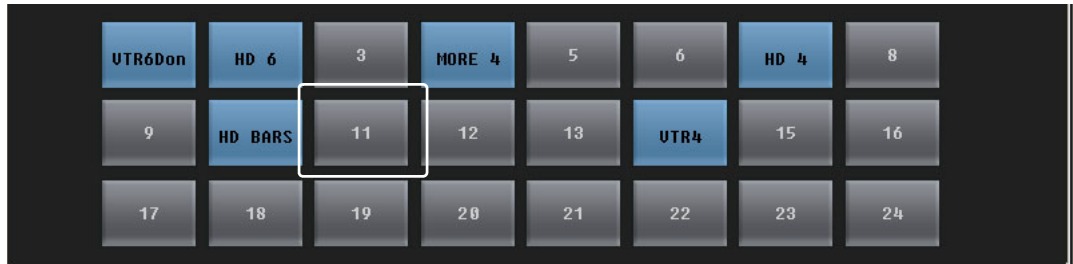 VTR6Don HD 6 3 MORE 4 5 6 HD 4 8
9 HD BARS 11 12 13 VTR4 15 16
17 18 19 20 21 22 23 24